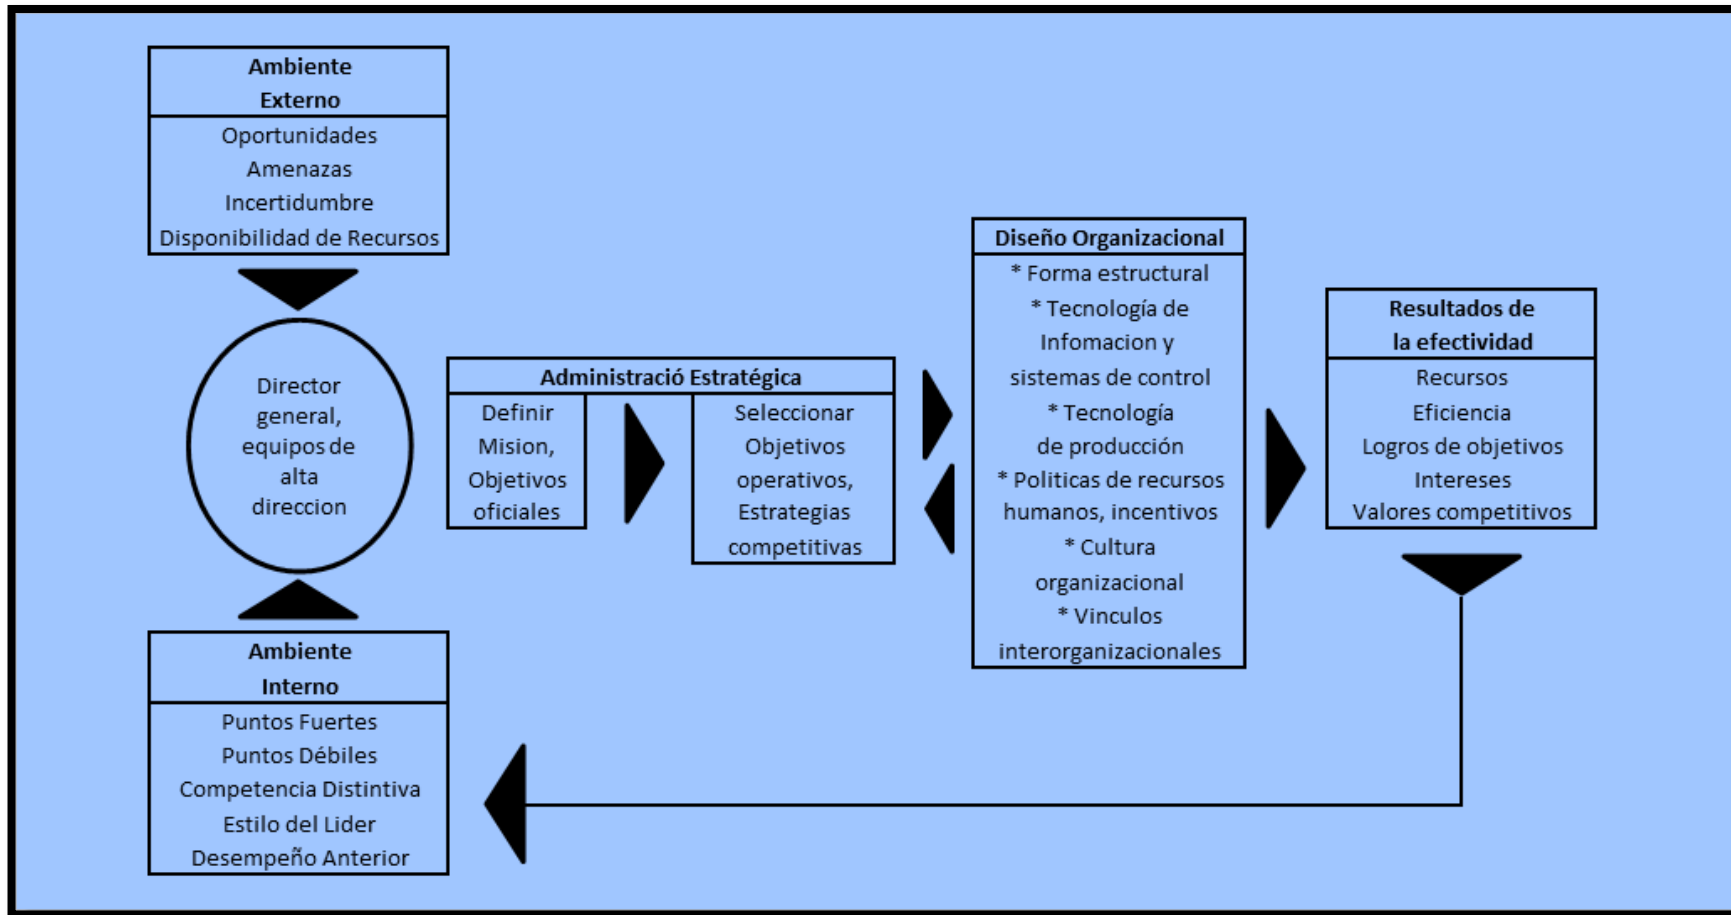 Ambiente
Externo
Oportunidades
Amenazas
Incertidumbre
Disponibilidad de Recursos
Director
general,
equipos de
alta
direccion
Ambiente
Interno
Puntos Fuertes
Puntos Débiles
Competencia Distintiva
Estilo del Lider
Desempeño Anterior
Administració Estratégica
Definir
Mision,
Objetivos
oficiales
Seleccionar
Objetivos
operativos,
Estrategias
competitivas
Diseño Organizacional
* Forma estructural
* Tecnología de
Infomacion y
sistemas de control
* Tecnología
de producción
* Politicas de recursos
humanos, incentivos
* Cultura
organizacional
* Vinculos
interorganizacionales
Resultados de
la efectividad
Recursos
Eficiencia
Logros de objetivos
Intereses
Valores competitivos